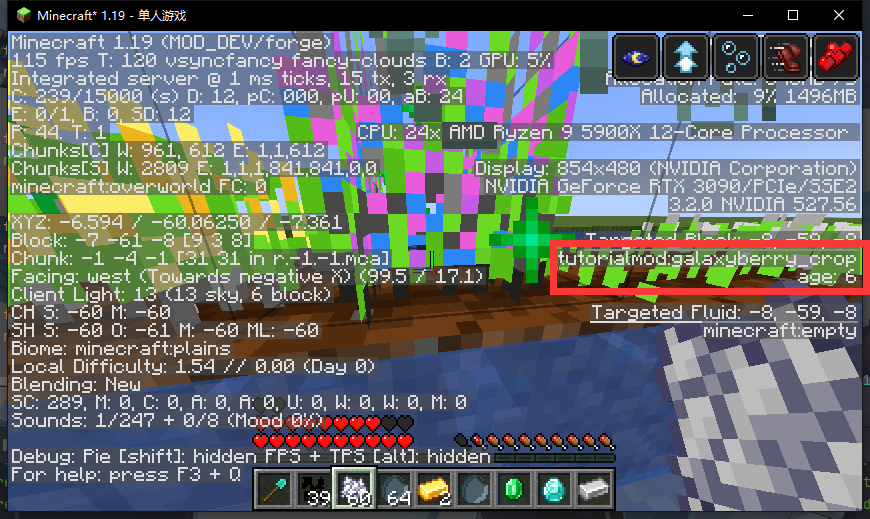 Minecraft* 1.19 - 单人游戏
Minecraft 1.19 (MOD_DEV/forge)
115 fps T: 120 vsyncfancy fancy-clouds B: 2 GPU: 5%
Integrated server @ 1 ms ticks, 15 tx, 3 rx
C: 239/15000 (s) D: 12, pC: 000, pU: 00, aB: 24
E: 0/1, B: 0, SD: 12
P: 44. T: 1
Chunks[C] W: 961, 612 E: 1,1,612
Chunks[S] W: 2809 E: 1,1,1,841,841,0,0
minecraft:overworld FC: 0
XYZ: -6.594 / -60.06250 / -7.361
Block: -7 -61 -8 [9 3 8]
Chunk: -1 -4 -1 [31 31 in r.-1.-1.mca]
Facing: west (Towards negative X) (99.5 / 17.1)
Client Light: 13 (13 sky, 6 block)
CH S: -60 M: -60
SH S: -60 O: -61 M: -60 ML: -60
Biome: minecraft:plains
Local Difficulty: 1.54 // 0.00 (Day 0)
Blending: New
SC: 289, M: 0, C: 0, A: 0, A: 0, U: 0, W: 0, W: 0, M: 0
Sounds: 1/247 + 0/8 (Mood 0%)
Debug: Pie [shift]: hidden FPS + TPS [alt]: hidden
For help: press F3 + Q
Allocated: 9% 1496MB
CPU: 24x AMD Ryzen 9 5900X 12-Core Processor
Display: 854x480 (NVIDIA Corporation)
NVIDIA GeForce RTX 3090/PCIe/SSE2
3.2.0 NVIDIA 527.56
Targeted Block: -8, -59, -8
tutorialmod:galaxyberry_crop
age: 6
Targeted Fluid: -8, -59, -8
minecraft:empty
39
60
64
2